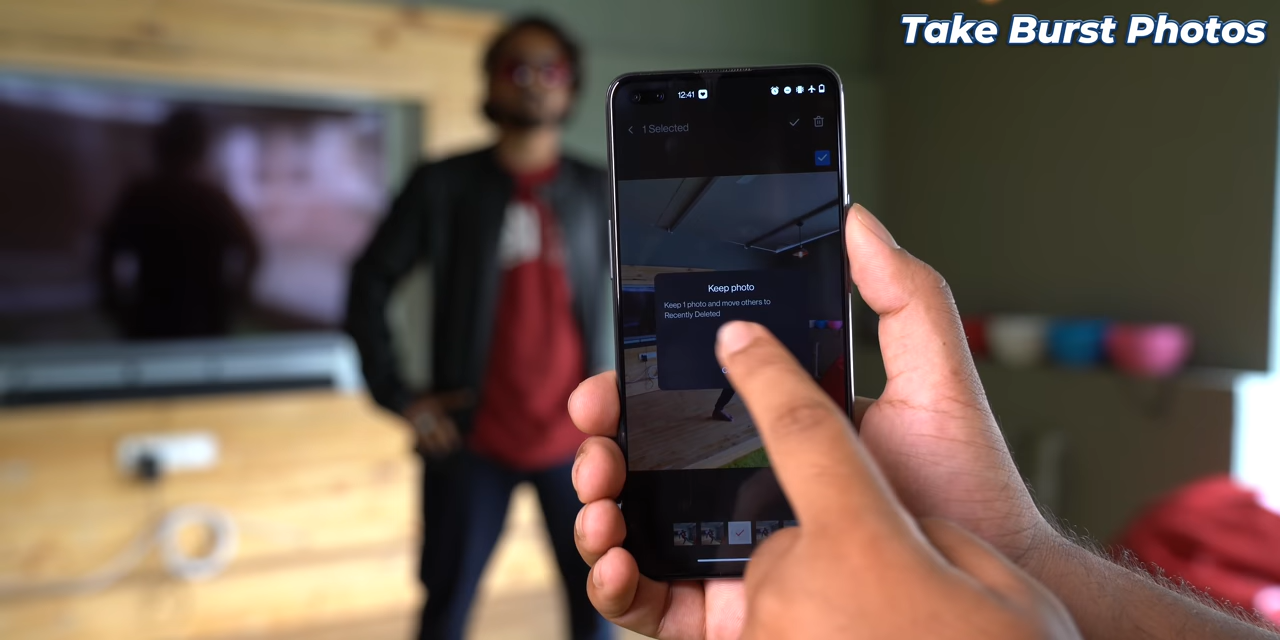 Take Burst Photos
12:41
1 Selected
Keep photo
Keep 1 photo and move others to
Recently Deleted